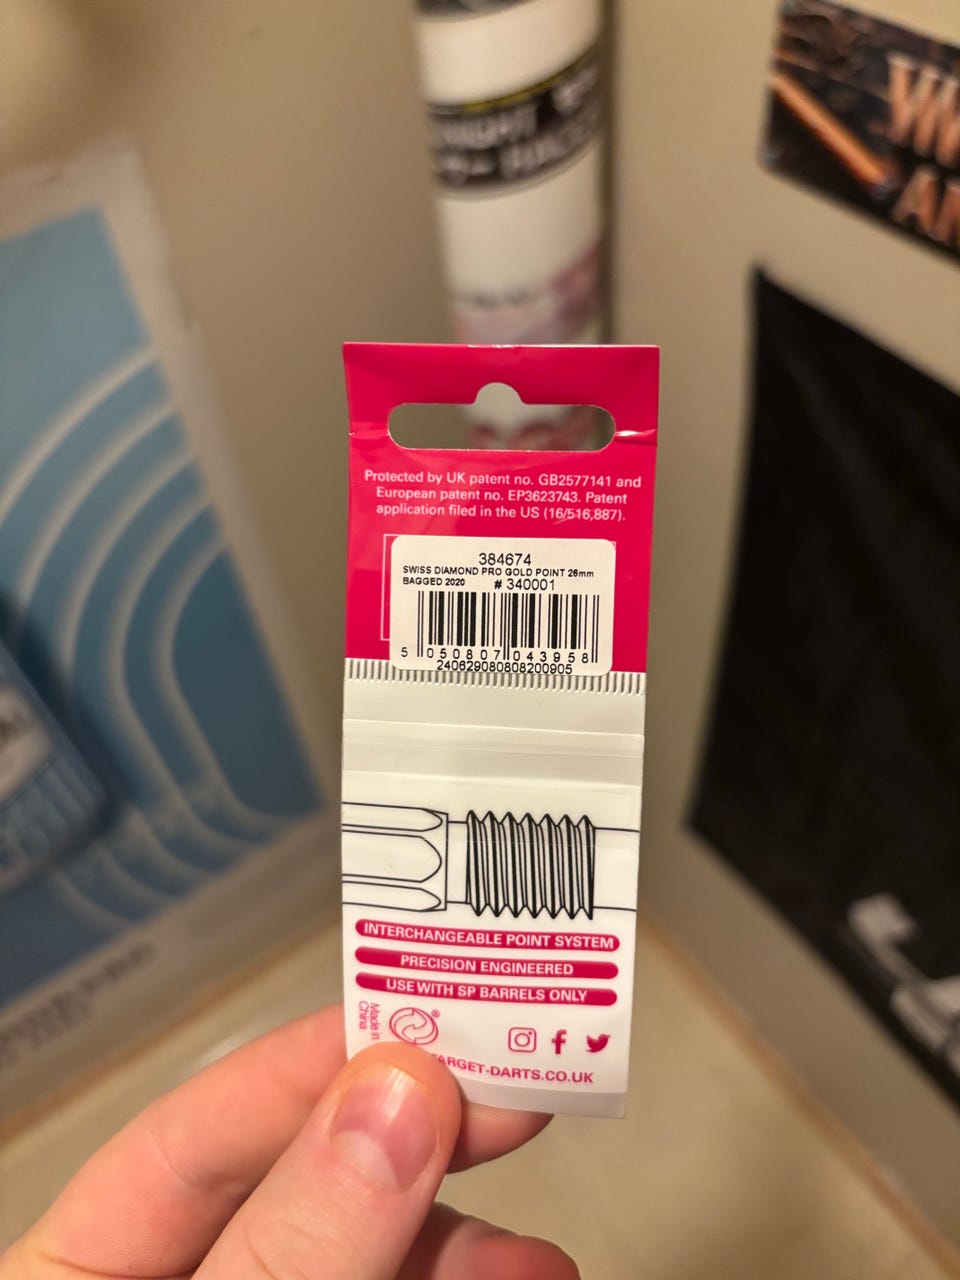 Protected by UK patent no. GB2577141 and
European patent no. EP3623743. Patent
application filed in the US (16/516,887).
384674
SWISS DIAMOND PRO GOLD POINT 26mm
BAGGED 2020 # 340001
5 050807 043958
240629080808200905
INTERCHANGEABLE POINT SYSTEM
PRECISION ENGINEERED
USE WITH SP BARRELS ONLY
Made in
China
®
TARGET-DARTS.CO.UK